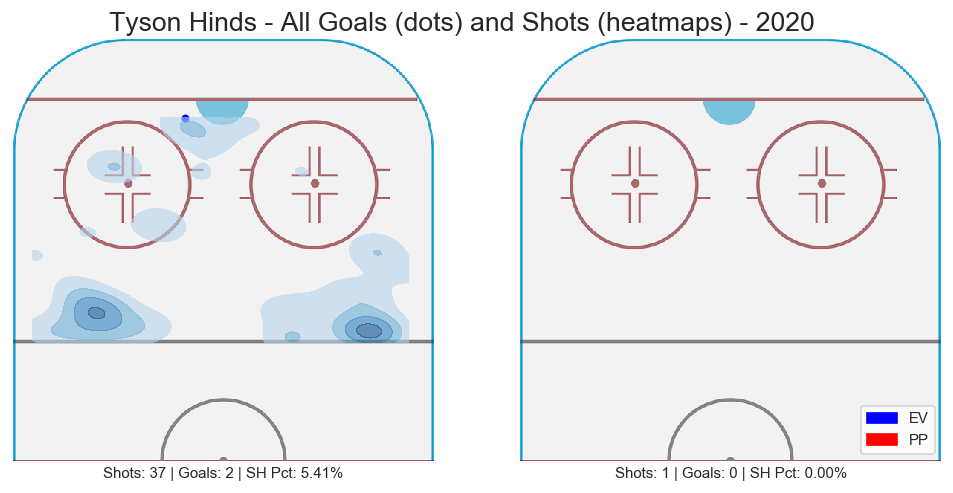 Tyson Hinds - All Goals (dots) and Shots (heatmaps) - 2020
EV
PP
Shots: 37 | Goals: 2 | SH Pct: 5.41%
Shots: 1 | Goals: 0 | SH Pct: 0.00%